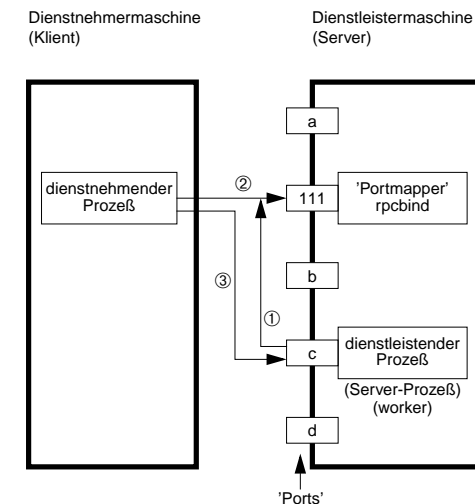 Dienstnehmermaschine
(Klient)
Dienstleistermaschine
(Server)
a
dienstnehmender
Prozeß
②
111
'Portmapper'
rpcbind
b
③
①
c
dienstleistender
Prozeß
(Server-Prozeß)
(worker)
d
'Ports'